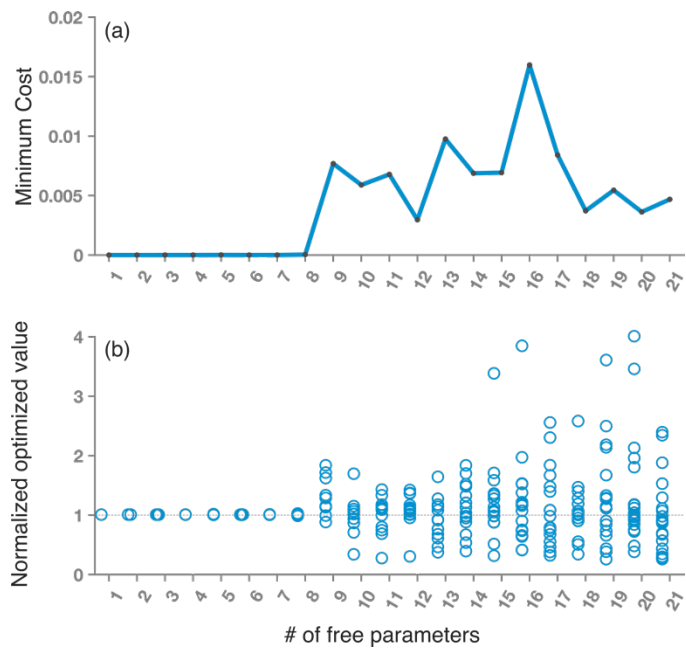 (a)
Minimum Cost
0.02
0.015
0.01
0.005
0
1 2 3 4 5 6 7 8 9 10 11 12 13 14 15 16 17 18 19 20 21
(b)
Normalized optimized value
4
3
2
1
0
1 2 3 4 5 6 7 8 9 10 11 12 13 14 15 16 17 18 19 20 21
# of free parameters